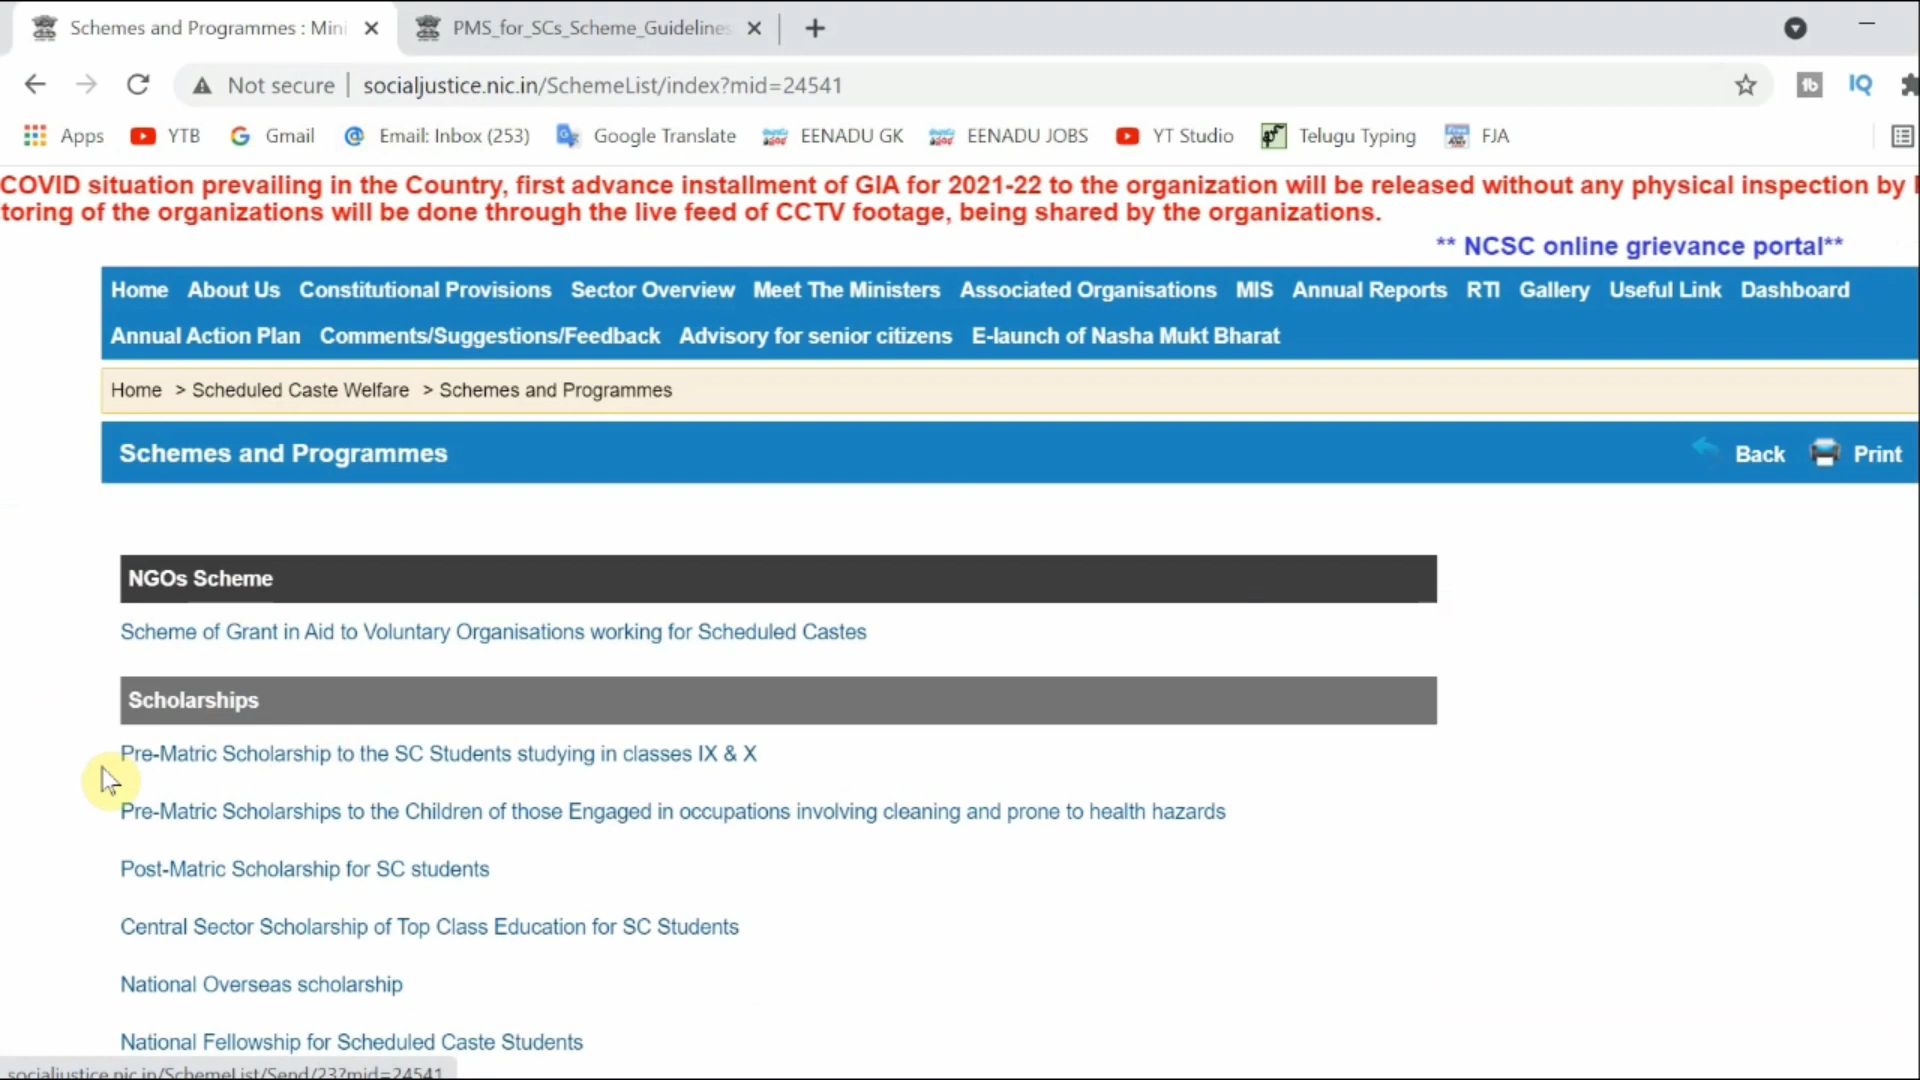 Schemes and Programmes : Mini
PMS_for_SCs_Scheme_Guidelines
Not secure | socialjustice.nic.in/SchemeList/index?mid=24541
tb
IQ
Apps YTB Gmail Email: Inbox (253) Google Translate EENADU GK EENADU JOBS YT Studio Telugu Typing FJA
COVID situation prevailing in the Country, first advance installment of GIA for 2021-22 to the organization will be released without any physical inspection by
toring of the organizations will be done through the live feed of CCTV footage, being shared by the organizations.
** NCSC online grievance portal**
Home About Us Constitutional Provisions Sector Overview Meet The Ministers Associated Organisations MIS Annual Reports RTI Gallery Useful Link Dashboard
Annual Action Plan Comments/Suggestions/Feedback Advisory for senior citizens E-launch of Nasha Mukt Bharat
Home > Scheduled Caste Welfare > Schemes and Programmes
Schemes and Programmes Back Print
NGOs Scheme
Scheme of Grant in Aid to Voluntary Organisations working for Scheduled Castes
Scholarships
Pre-Matric Scholarship to the SC Students studying in classes IX & X
Pre-Matric Scholarships to the Children of those Engaged in occupations involving cleaning and prone to health hazards
Post-Matric Scholarship for SC students
Central Sector Scholarship of Top Class Education for SC Students
National Overseas scholarship
National Fellowship for Scheduled Caste Students
socialjustice.nic.in/SchemeList/Send/23?mid=24541